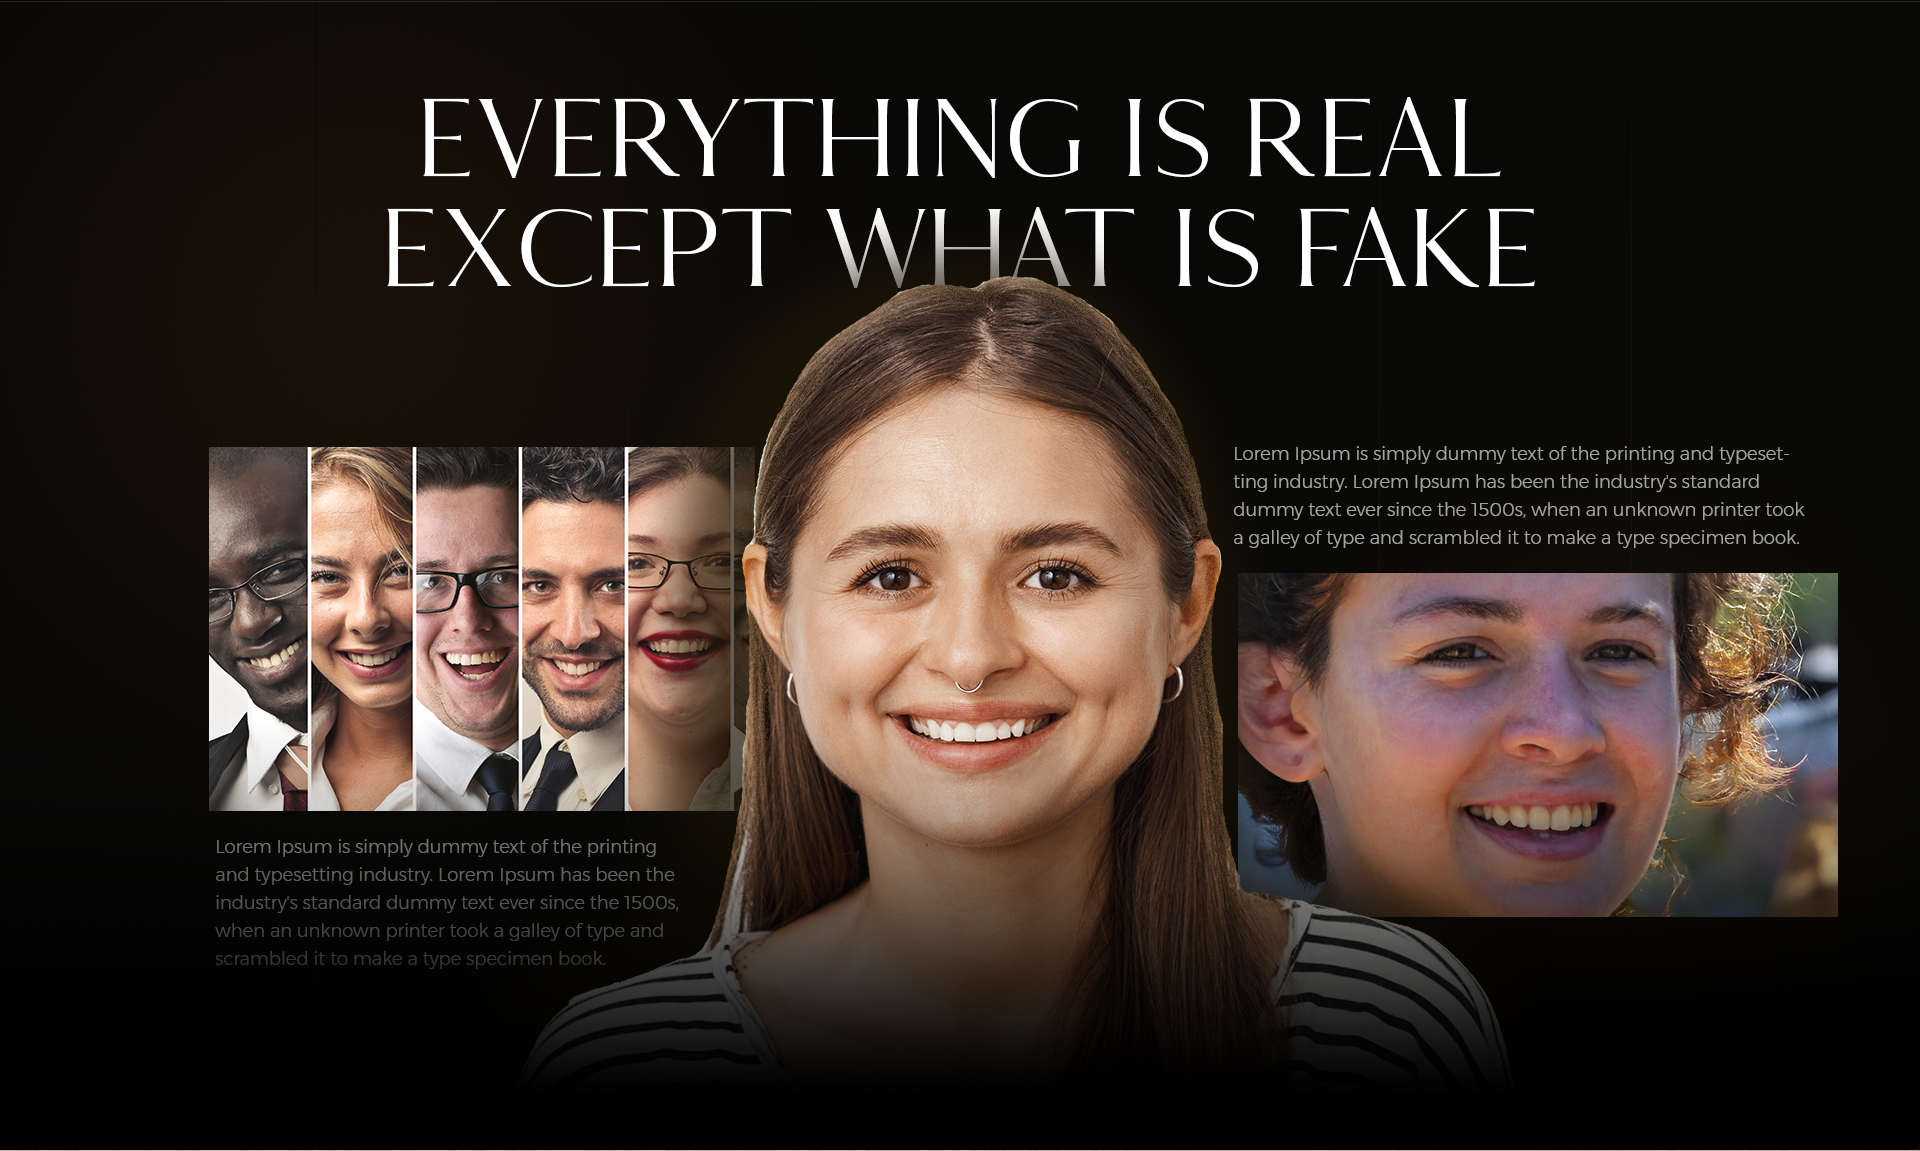 EVERYTHING IS REAL
EXCEPT WHAT IS FAKE
Lorem Ipsum is simply dummy text of the printing and typeset-
ting industry. Lorem Ipsum has been the industry's standard
dummy text ever since the 1500s, when an unknown printer took
a galley of type and scrambled it to make a type specimen book.
Lorem Ipsum is simply dummy text of the printing
and typesetting industry. Lorem Ipsum has been the
industry's standard dummy text ever since the 1500s,
when an unknown printer took a galley of type and
scrambled it to make a type specimen book.